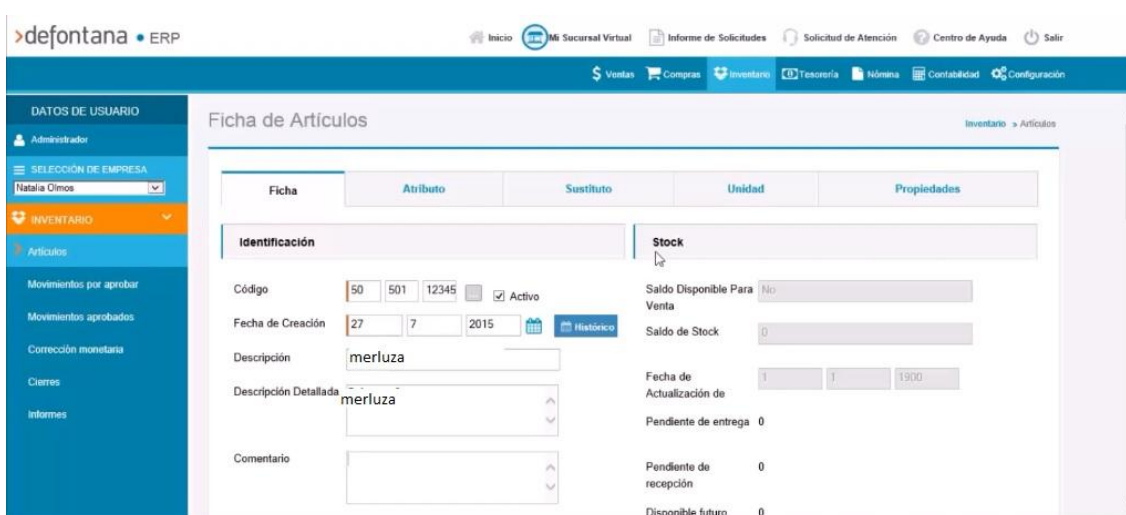 defontana • ERP
Inicio Mi Sucursal Virtual Informe de Solicitudes Solicitud de Atención Centro de Ayuda Salir
$ Ventas Compras Inventario Tesorería Nómina Contabilidad Configuración
DATOS DE USUARIO
Administrador
SELECCIÓN DE EMPRESA
Natalia Olmos
INVENTARIO
Artículos
Movimientos por aprobar
Movimientos aprobados
Corrección monetaria
Cierres
Informes
Ficha de Artículos
Inventario » Artículos
Ficha Atributo Sustituto Unidad Propiedades
Identificación
Código 50 501 12345 ... Activo
Fecha de Creación 27 7 2015 Histórico
Descripción merluza
Descripción Detallada merluza
Comentario
Stock
Saldo Disponible Para No
Venta
Saldo de Stock 0
Fecha de 1 1 1900
Actualización de
Pendiente de entrega 0
Pendiente de 0
recepción
Disponible futuro 0